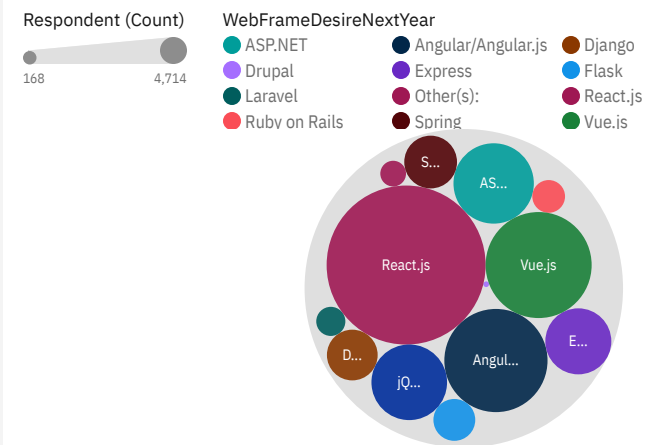 Respondent (Count)
168
4,714
WebFrameDesireNextYear
ASP.NET
Angular/Angular.js
Django
Drupal
Express
Flask
Laravel
Other(s):
React.js
Ruby on Rails
Spring
Vue.js
S...
AS...
React.js
Vue.js
D...
jQ...
Angul...
E...